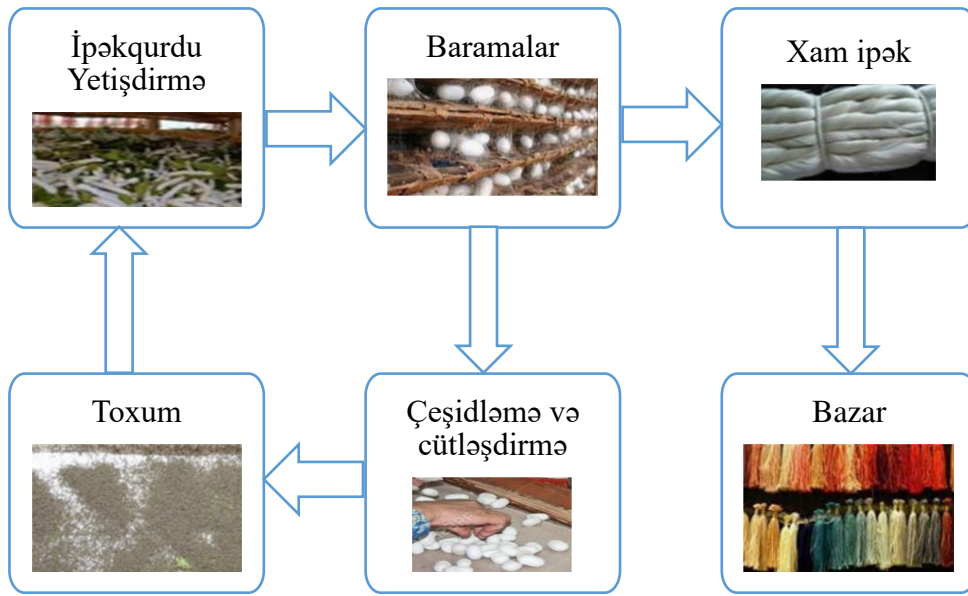 İpəkqurdu
Yetişdirmə
Baramalar
Xam ipək
Toxum
Çeşidləmə və
cütləşdirmə
Bazar